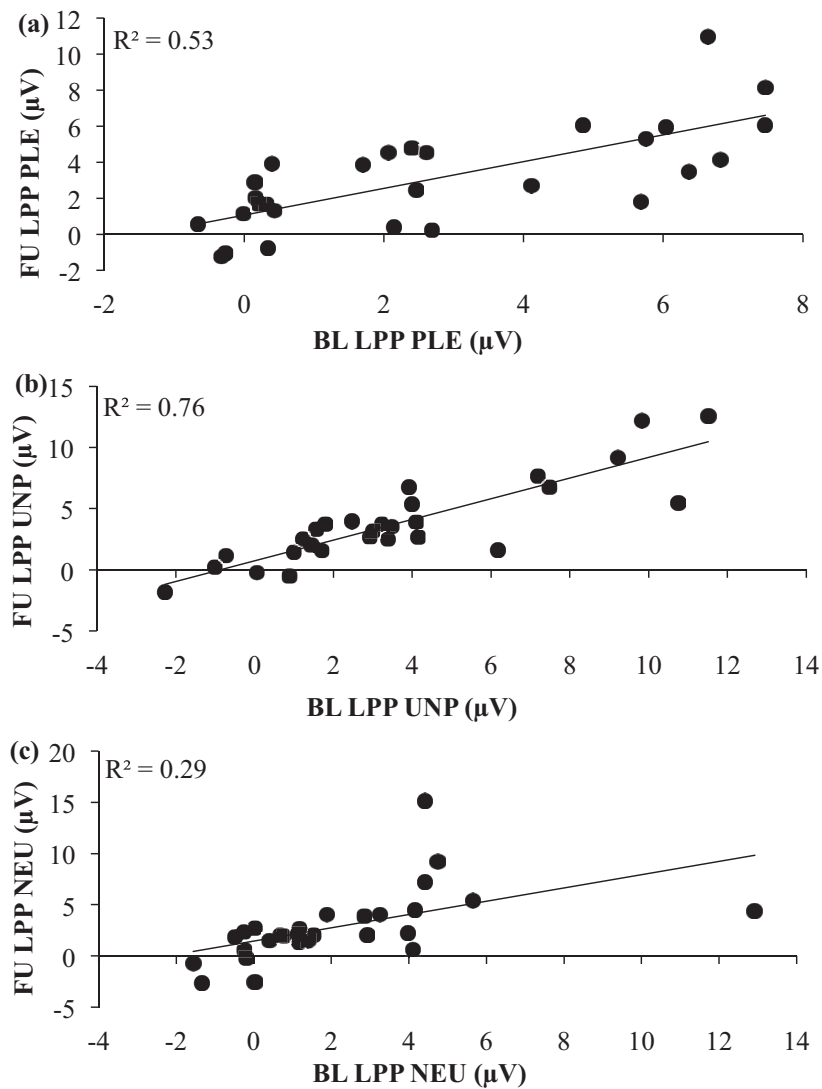 (a)
R² = 0.53
FU LPP PLE (µV)
12
10
8
6
4
2
0
-2
-2 0 2 4 6 8
BL LPP PLE (µV)
(b)
R² = 0.76
FU LPP UNP (µV)
15
10
5
0
-5
-4 -2 0 2 4 6 8 10 12 14
BL LPP UNP (µV)
(c)
R² = 0.29
FU LPP NEU (µV)
20
15
10
5
0
-5
-4 -2 0 2 4 6 8 10 12 14
BL LPP NEU (µV)